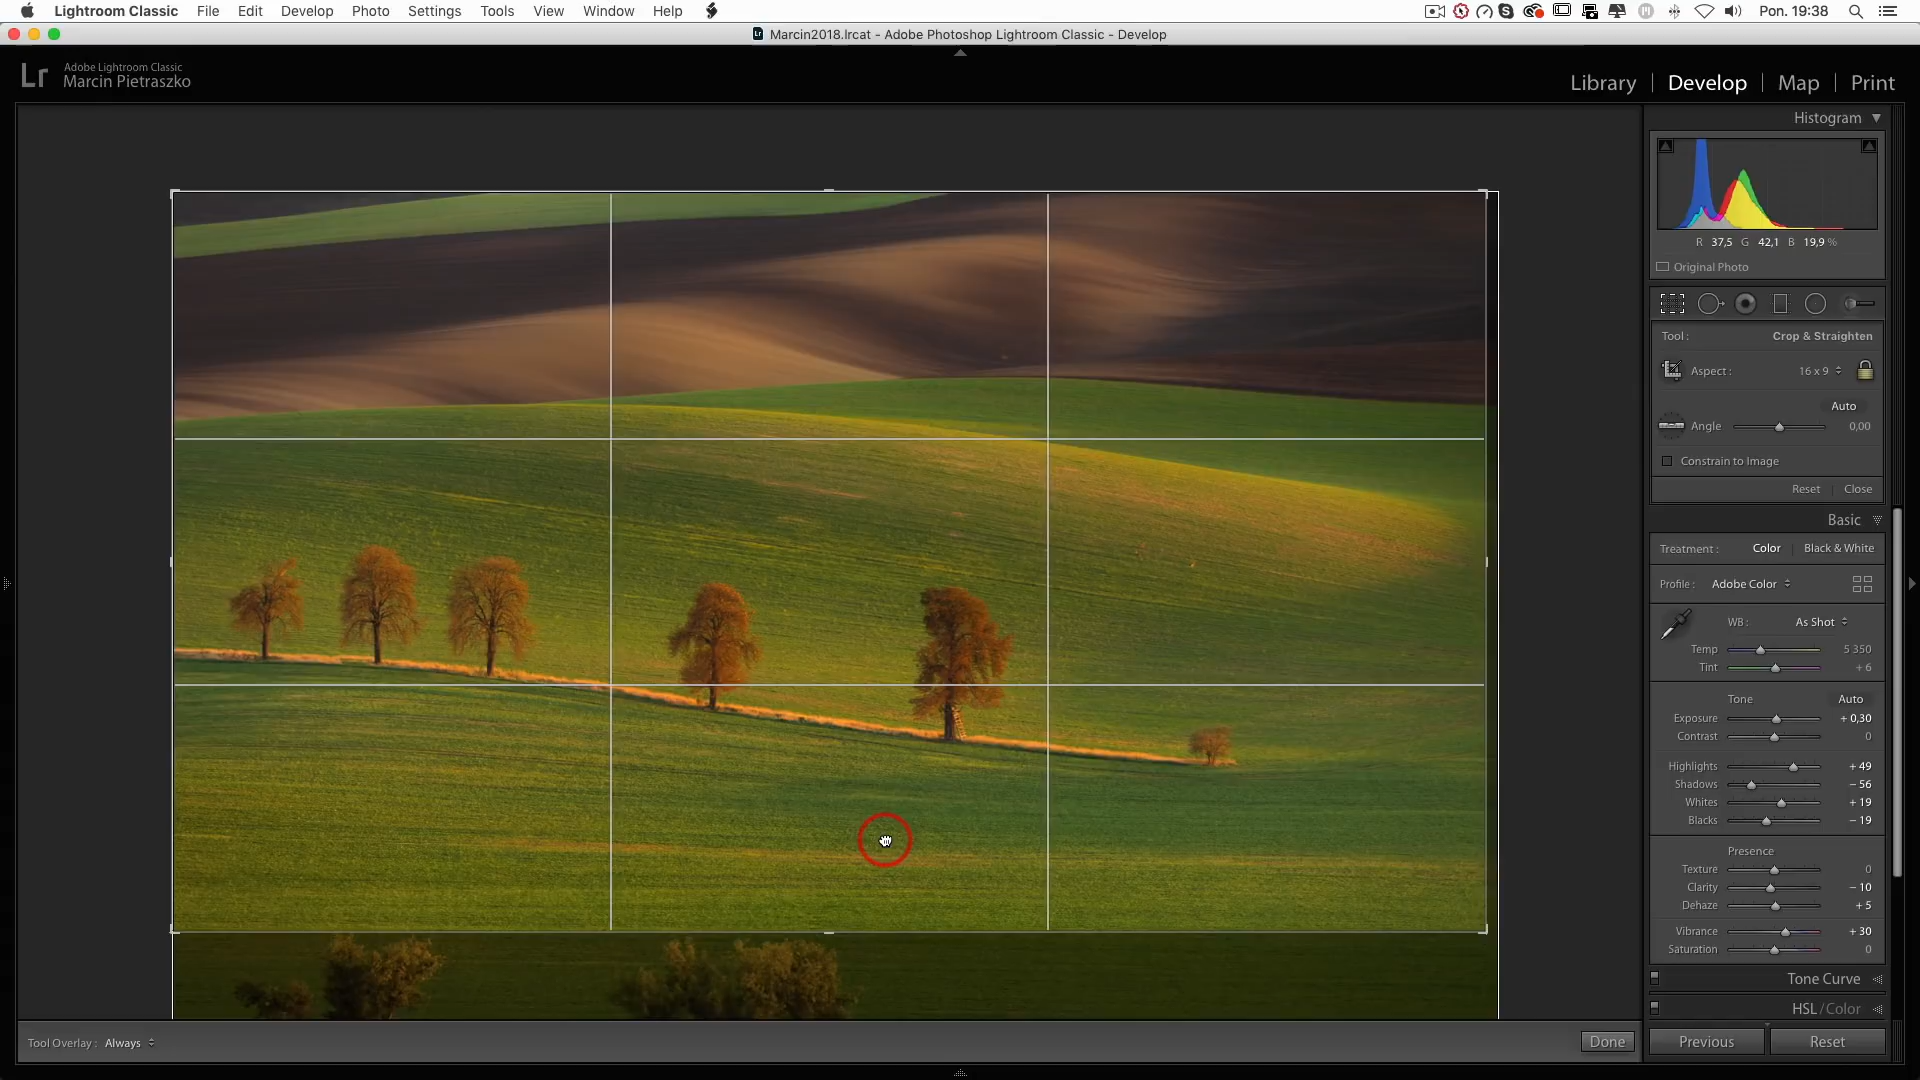 Lightroom Classic File Edit Develop Photo Settings Tools View Window Help
Pon. 19:38
Lr Marcin2018.lrcat - Adobe Photoshop Lightroom Classic - Develop
Lr
Adobe Lightroom Classic
Marcin Pietraszko
Library | Develop | Map | Print
Histogram
R 37,5 G 42,1 B 19,9 %
Original Photo
Tool : Crop & Straighten
Aspect : 16 x 9
Auto
Angle 0,00
Constrain to Image
Reset Close
Basic
Treatment : Color Black & White
Profile : Adobe Color
WB : As Shot
Temp 5 350
Tint + 6
Tone Auto
Exposure + 0,30
Contrast 0
Highlights + 49
Shadows − 56
Whites + 19
Blacks − 19
Presence
Texture 0
Clarity − 10
Dehaze + 5
Vibrance + 30
Saturation 0
Tone Curve
HSL / Color
Tool Overlay : Always
Done
Previous
Reset